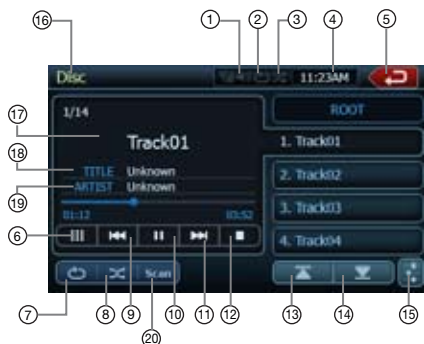 16 1 2 3 4 5
Disc 11:23AM
1/14 ROOT
17 Track01 1. Track01
18 TITLE Unknown 2. Track02
19 ARTIST Unknown
01:12 03:52 3. Track03
6 4. Track04
Scan
7 8 9 10 11 12 13 14 15
20